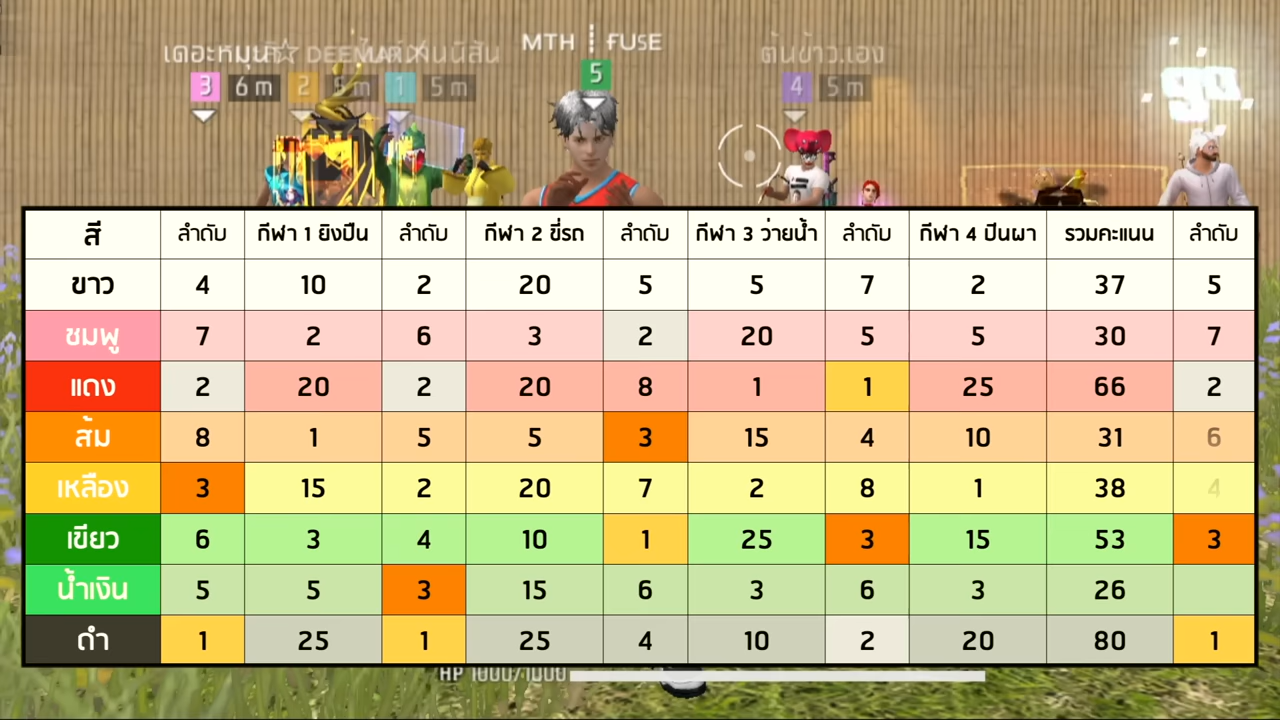 เดอะหมุน
DEEMAR
MTH ┋ FUSE
ต้นข้าว.เอง
3 6 m 2 5 m 1 5 m 5 4 5 m
สี ลำดับ กีฬา 1 ยิงปืน ลำดับ กีฬา 2 ขี่รถ ลำดับ กีฬา 3 ว่ายน้ำ ลำดับ กีฬา 4 ปีนผา รวมคะแนน ลำดับ
ขาว 4 10 2 20 5 5 7 2 37 5
ชมพู 7 2 6 3 2 20 5 5 30 7
แดง 2 20 2 20 8 1 1 25 66 2
ส้ม 8 1 5 5 3 15 4 10 31 6
เหลือง 3 15 2 20 7 2 8 1 38 4
เขียว 6 3 4 10 1 25 3 15 53 3
น้ำเงิน 5 5 3 15 6 3 6 3 26
ดำ 1 25 1 25 4 10 2 20 80 1